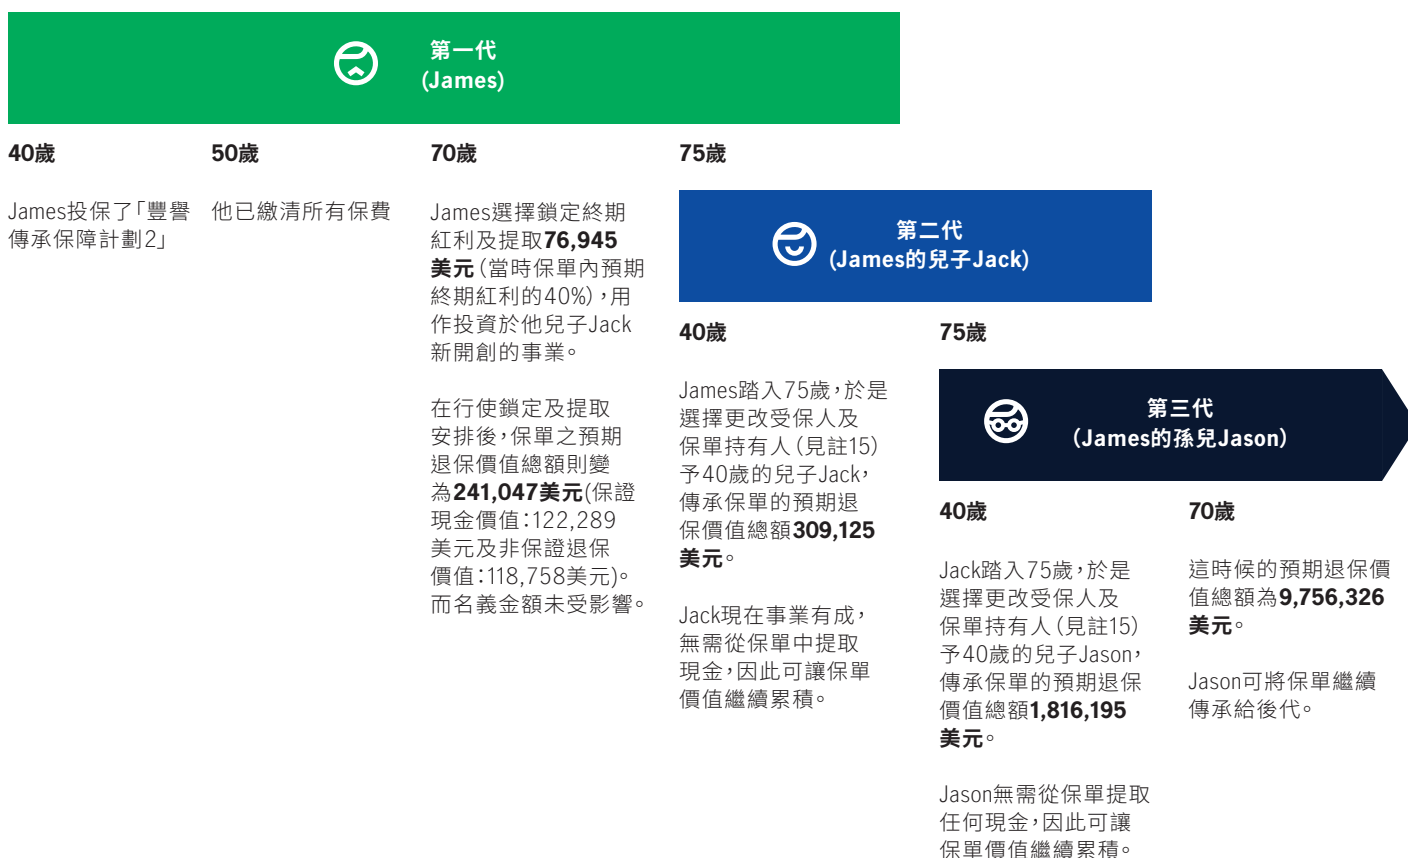 第一代
(James)
40歲
James投保了「豐譽
傳承保障計劃2」
50歲
他已繳清所有保費
70歲
James選擇鎖定終期
紅利及提取76,945
美元(當時保單內預期
終期紅利的40%),用
作投資於他兒子Jack
新開創的事業。
在行使鎖定及提取
安排後,保單之預期
退保價值總額則變
為241,047美元(保證
現金價值:122,289
美元及非保證退保
價值:118,758美元)。
而名義金額未受影響。
75歲
第二代
(James的兒子Jack)
40歲
James踏入75歲,於是
選擇更改受保人及
保單持有人(見註15)
予40歲的兒子Jack,
傳承保單的預期退
保價值總額309,125
美元。
Jack現在事業有成,
無需從保單中提取
現金,因此可讓保單
價值繼續累積。
75歲
第三代
(James的孫兒Jason)
40歲
Jack踏入75歲,於是
選擇更改受保人及
保單持有人(見註15)
予40歲的兒子Jason,
傳承保單的預期退保
價值總額1,816,195
美元。
Jason無需從保單提取
任何現金,因此可讓
保單價值繼續累積。
70歲
這時候的預期退保價
值總額為9,756,326
美元。
Jason可將保單繼續
傳承給後代。